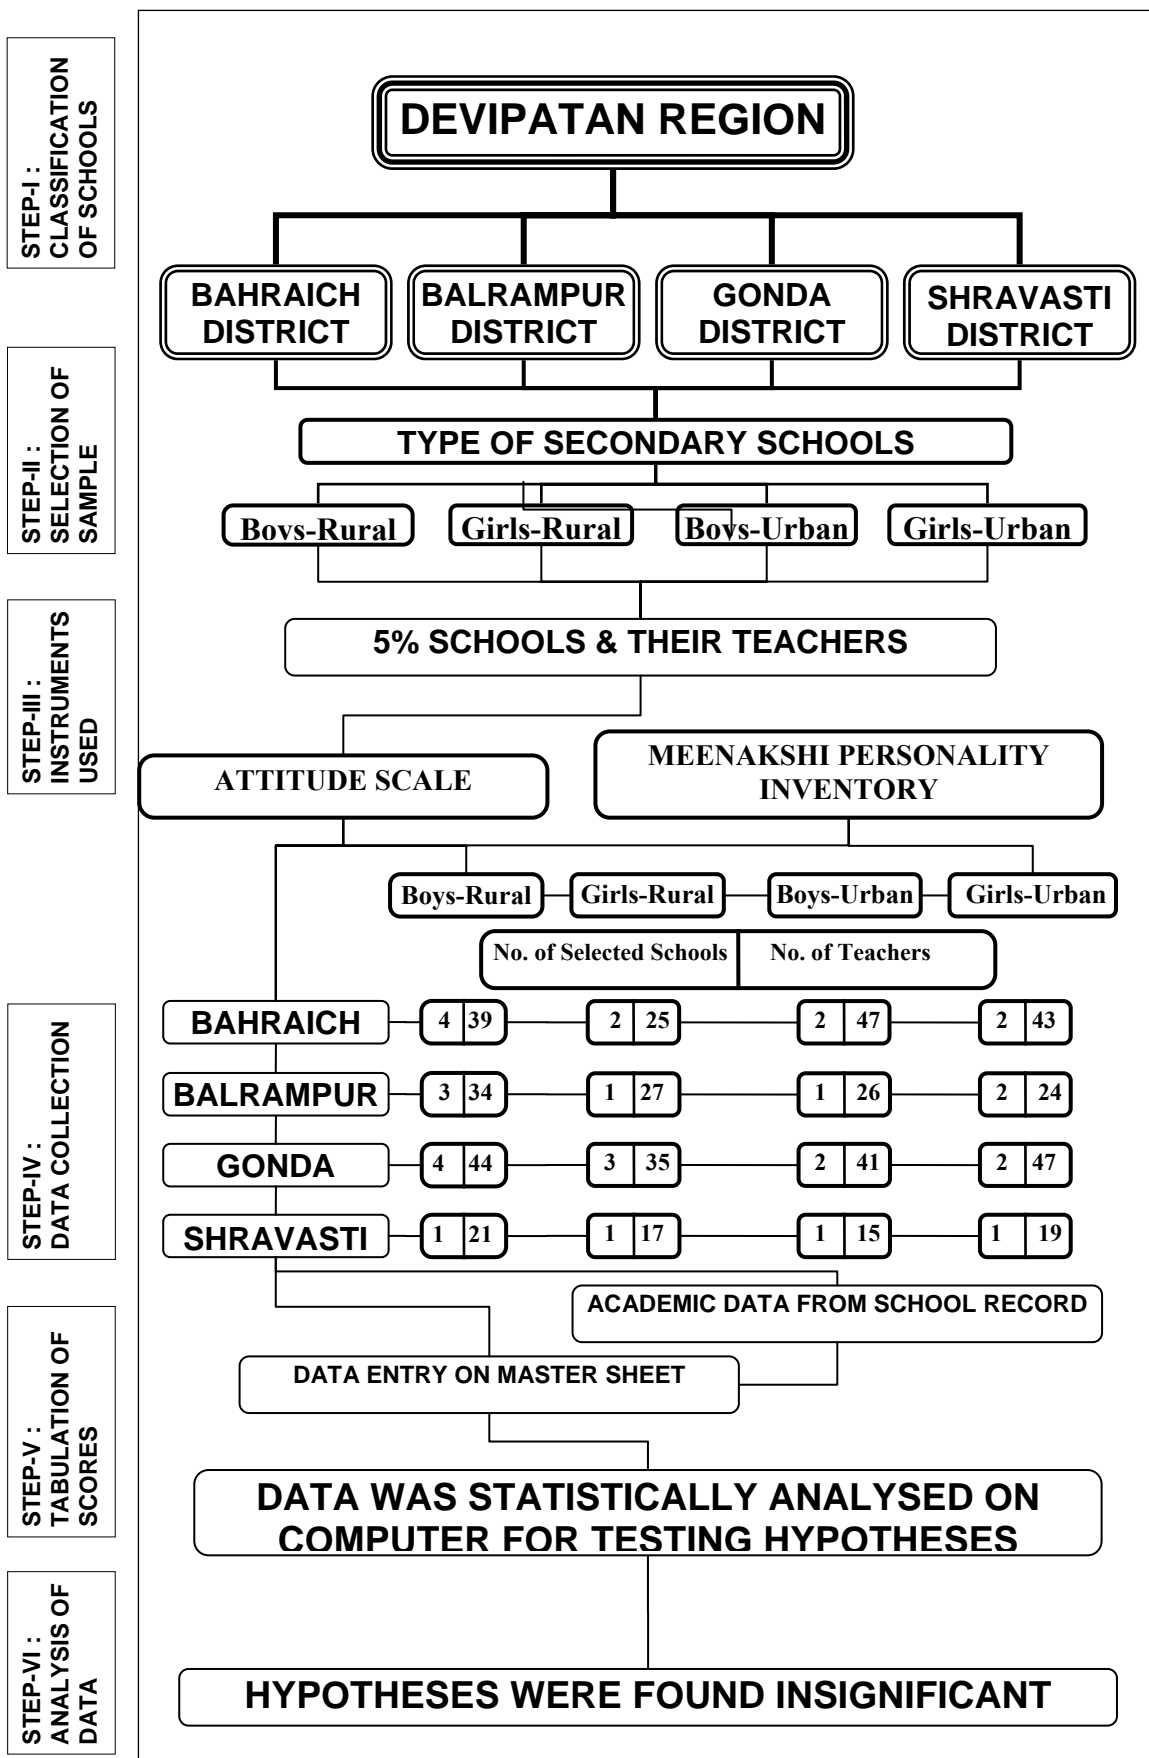 STEP-I :
CLASSIFICATION
OF SCHOOLS
DEVIPATAN REGION
BAHRAICH
DISTRICT
BALRAMPUR
DISTRICT
GONDA
DISTRICT
SHRAVASTI
DISTRICT
STEP-II :
SELECTION OF
SAMPLE
TYPE OF SECONDARY SCHOOLS
Boys-Rural
Girls-Rural
Boys-Urban
Girls-Urban
STEP-III :
INSTRUMENTS
USED
5% SCHOOLS & THEIR TEACHERS
ATTITUDE SCALE
MEENAKSHI PERSONALITY
INVENTORY
Boys-Rural
Girls-Rural
Boys-Urban
Girls-Urban
No. of Selected Schools
No. of Teachers
STEP-IV :
DATA COLLECTION
BAHRAICH 4 39 2 25 2 47 2 43
BALRAMPUR 3 34 1 27 1 26 2 24
GONDA 4 44 3 35 2 41 2 47
SHRAVASTI 1 21 1 17 1 15 1 19
ACADEMIC DATA FROM SCHOOL RECORD
STEP-V :
TABULATION OF
SCORES
DATA ENTRY ON MASTER SHEET
DATA WAS STATISTICALLY ANALYSED ON
COMPUTER FOR TESTING HYPOTHESES
STEP-VI :
ANALYSIS OF
DATA
HYPOTHESES WERE FOUND INSIGNIFICANT